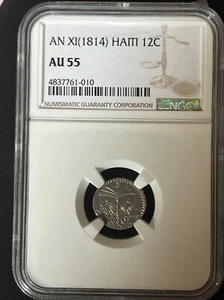 AN XI(1814) HAITI 12C
AU 55
4837761-010
NUMISMATIC GUARANTY CORPORATION
NGC